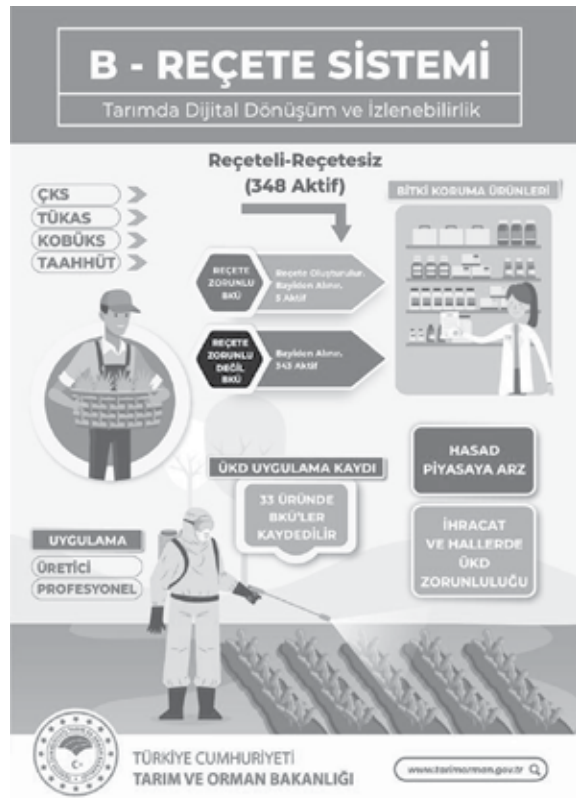 B - REÇETE SİSTEMİ
Tarımda Dijital Dönüşüm ve İzlenebilirlik
Reçeteli-Reçetesiz
(348 Aktif)
ÇKS
TÜKAS
KOBÜKS
TAAHHÜT
REÇETE
ZORUNLU
BKÜ
Reçete Oluşturulur.
Bayiden Alınır.
5 Aktif
REÇETE
ZORUNLU
DEĞİL
BKÜ
Bayiden Alınır.
343 Aktif
BİTKİ KORUMA ÜRÜNLERİ
ÜKD UYGULAMA KAYDI
33 ÜRÜNDE
BKÜ'LER
KAYDEDİLİR
HASAD
PİYASAYA ARZ
İHRACAT
VE HALLERDE
ÜKD
ZORUNLULUĞU
UYGULAMA
ÜRETİCİ
PROFESYONEL
TÜRKİYE CUMHURİYETİ
TARIM VE ORMAN BAKANLIĞI
www.tarimorman.gov.tr